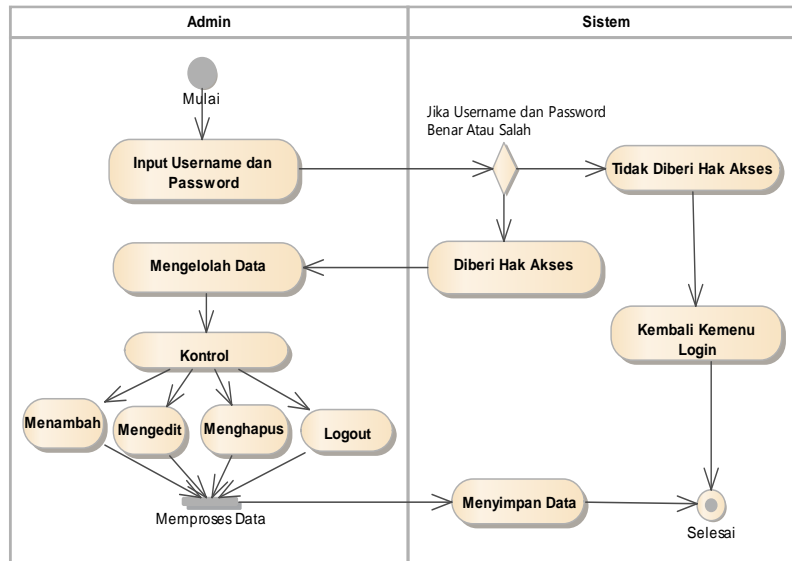 Admin
Sistem
Mulai
Jika Username dan Password
Benar Atau Salah
Input Username dan
Password
Tidak Diberi Hak Akses
Mengelolah Data
Diberi Hak Akses
Kontrol
Kembali Kemenu
Login
Menambah
Mengedit
Menghapus
Logout
Memproses Data
Menyimpan Data
Selesai